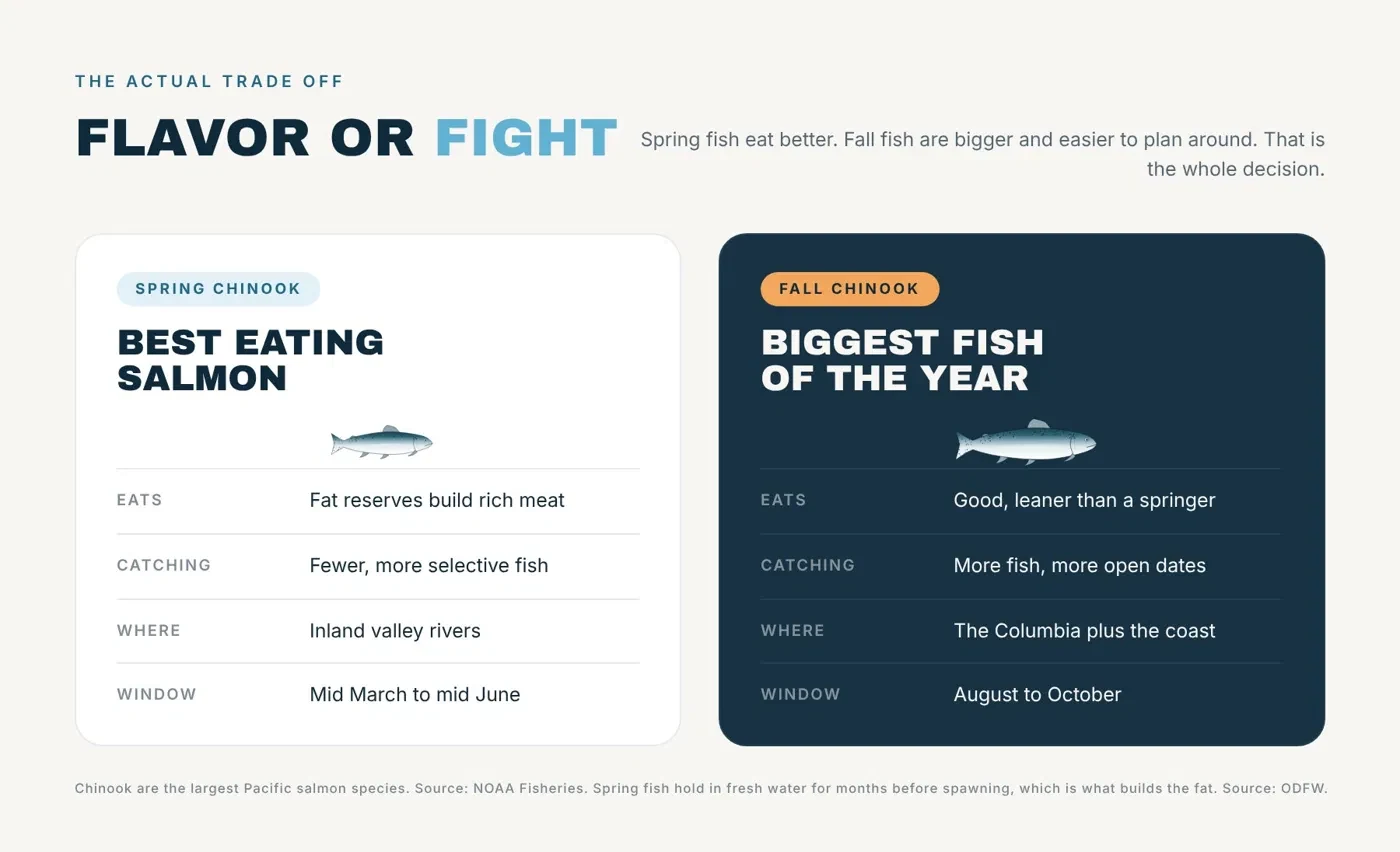 THE ACTUAL TRADE OFF
FLAVOR OR FIGHT
Spring fish eat better. Fall fish are bigger and easier to plan around. That is
the whole decision.
SPRING CHINOOK
BEST EATING
SALMON
EATS Fat reserves build rich meat
CATCHING Fewer, more selective fish
WHERE Inland valley rivers
WINDOW Mid March to mid June
FALL CHINOOK
BIGGEST FISH
OF THE YEAR
EATS Good, leaner than a springer
CATCHING More fish, more open dates
WHERE The Columbia plus the coast
WINDOW August to October
Chinook are the largest Pacific salmon species. Source: NOAA Fisheries. Spring fish hold in fresh water for months before spawning, which is what builds the fat. Source: ODFW.